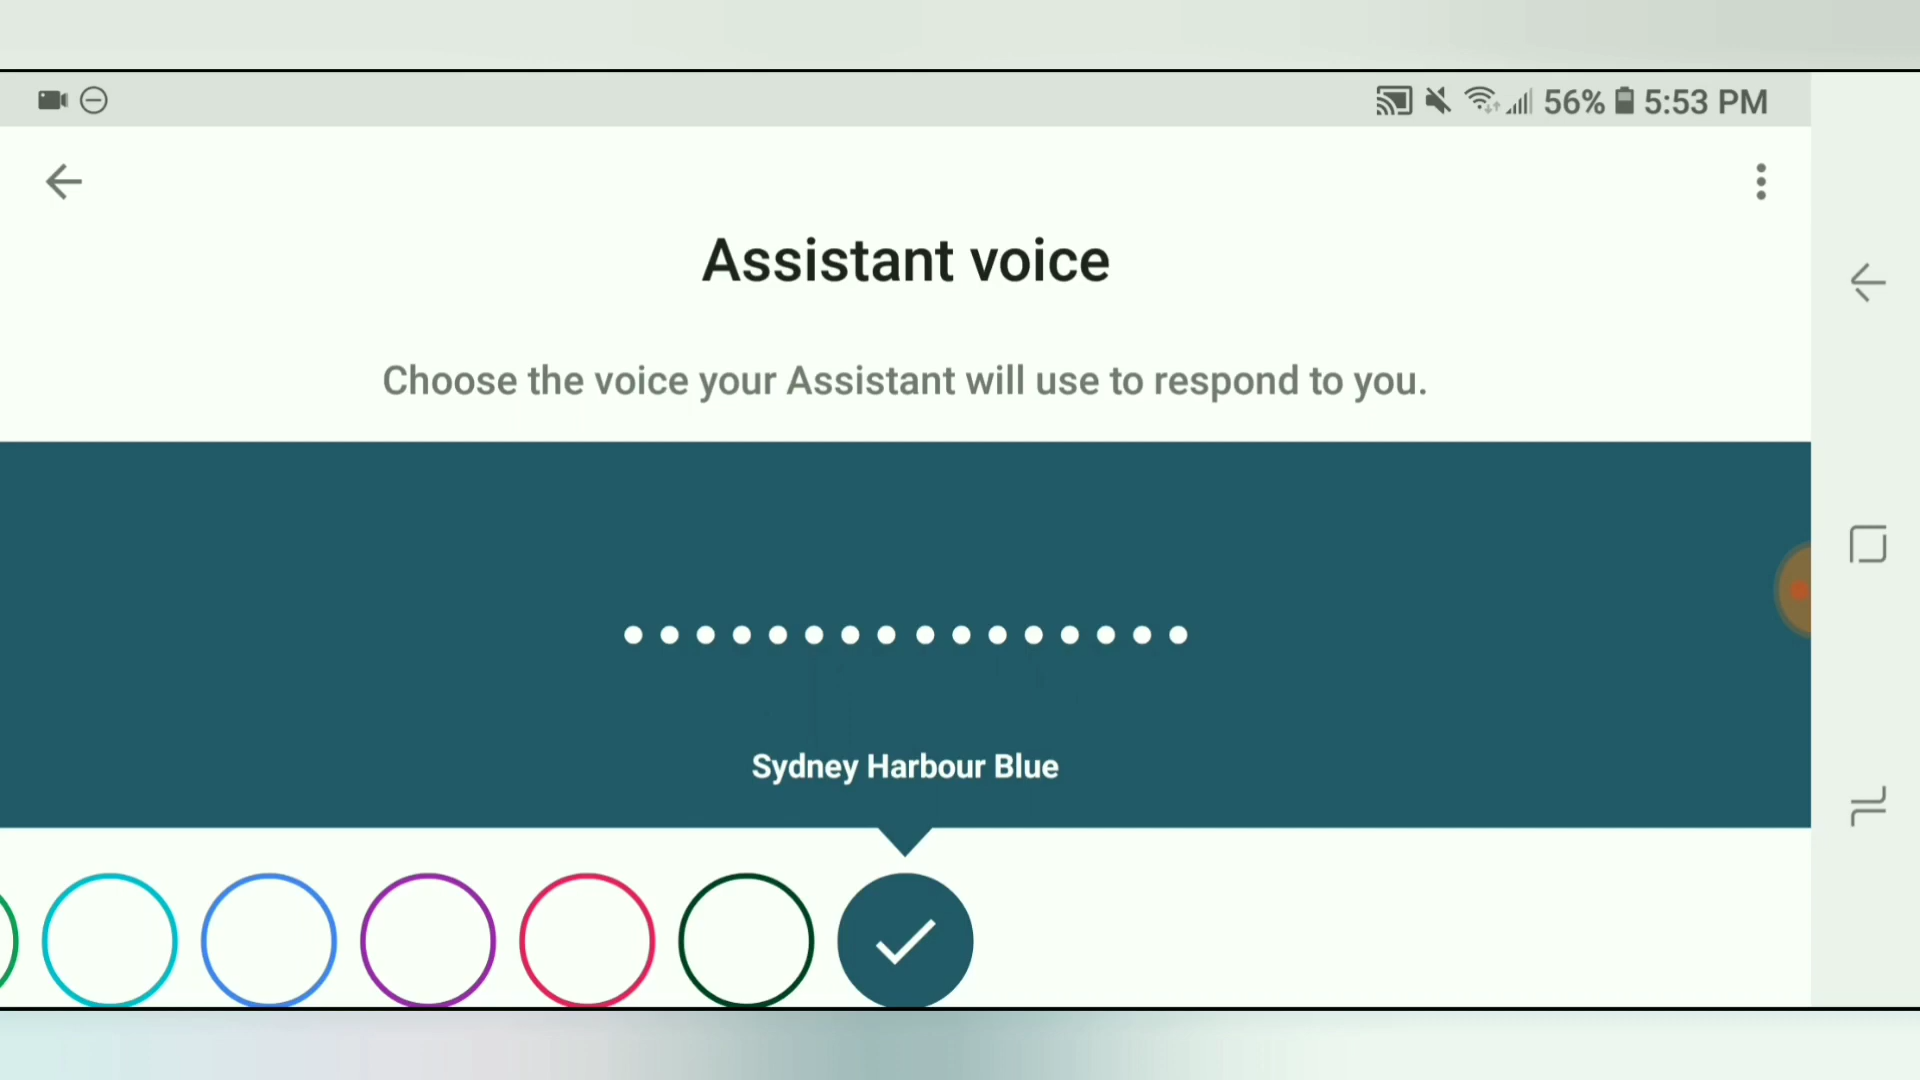 56% 5:53 PM
Assistant voice
Choose the voice your Assistant will use to respond to you.
Sydney Harbour Blue